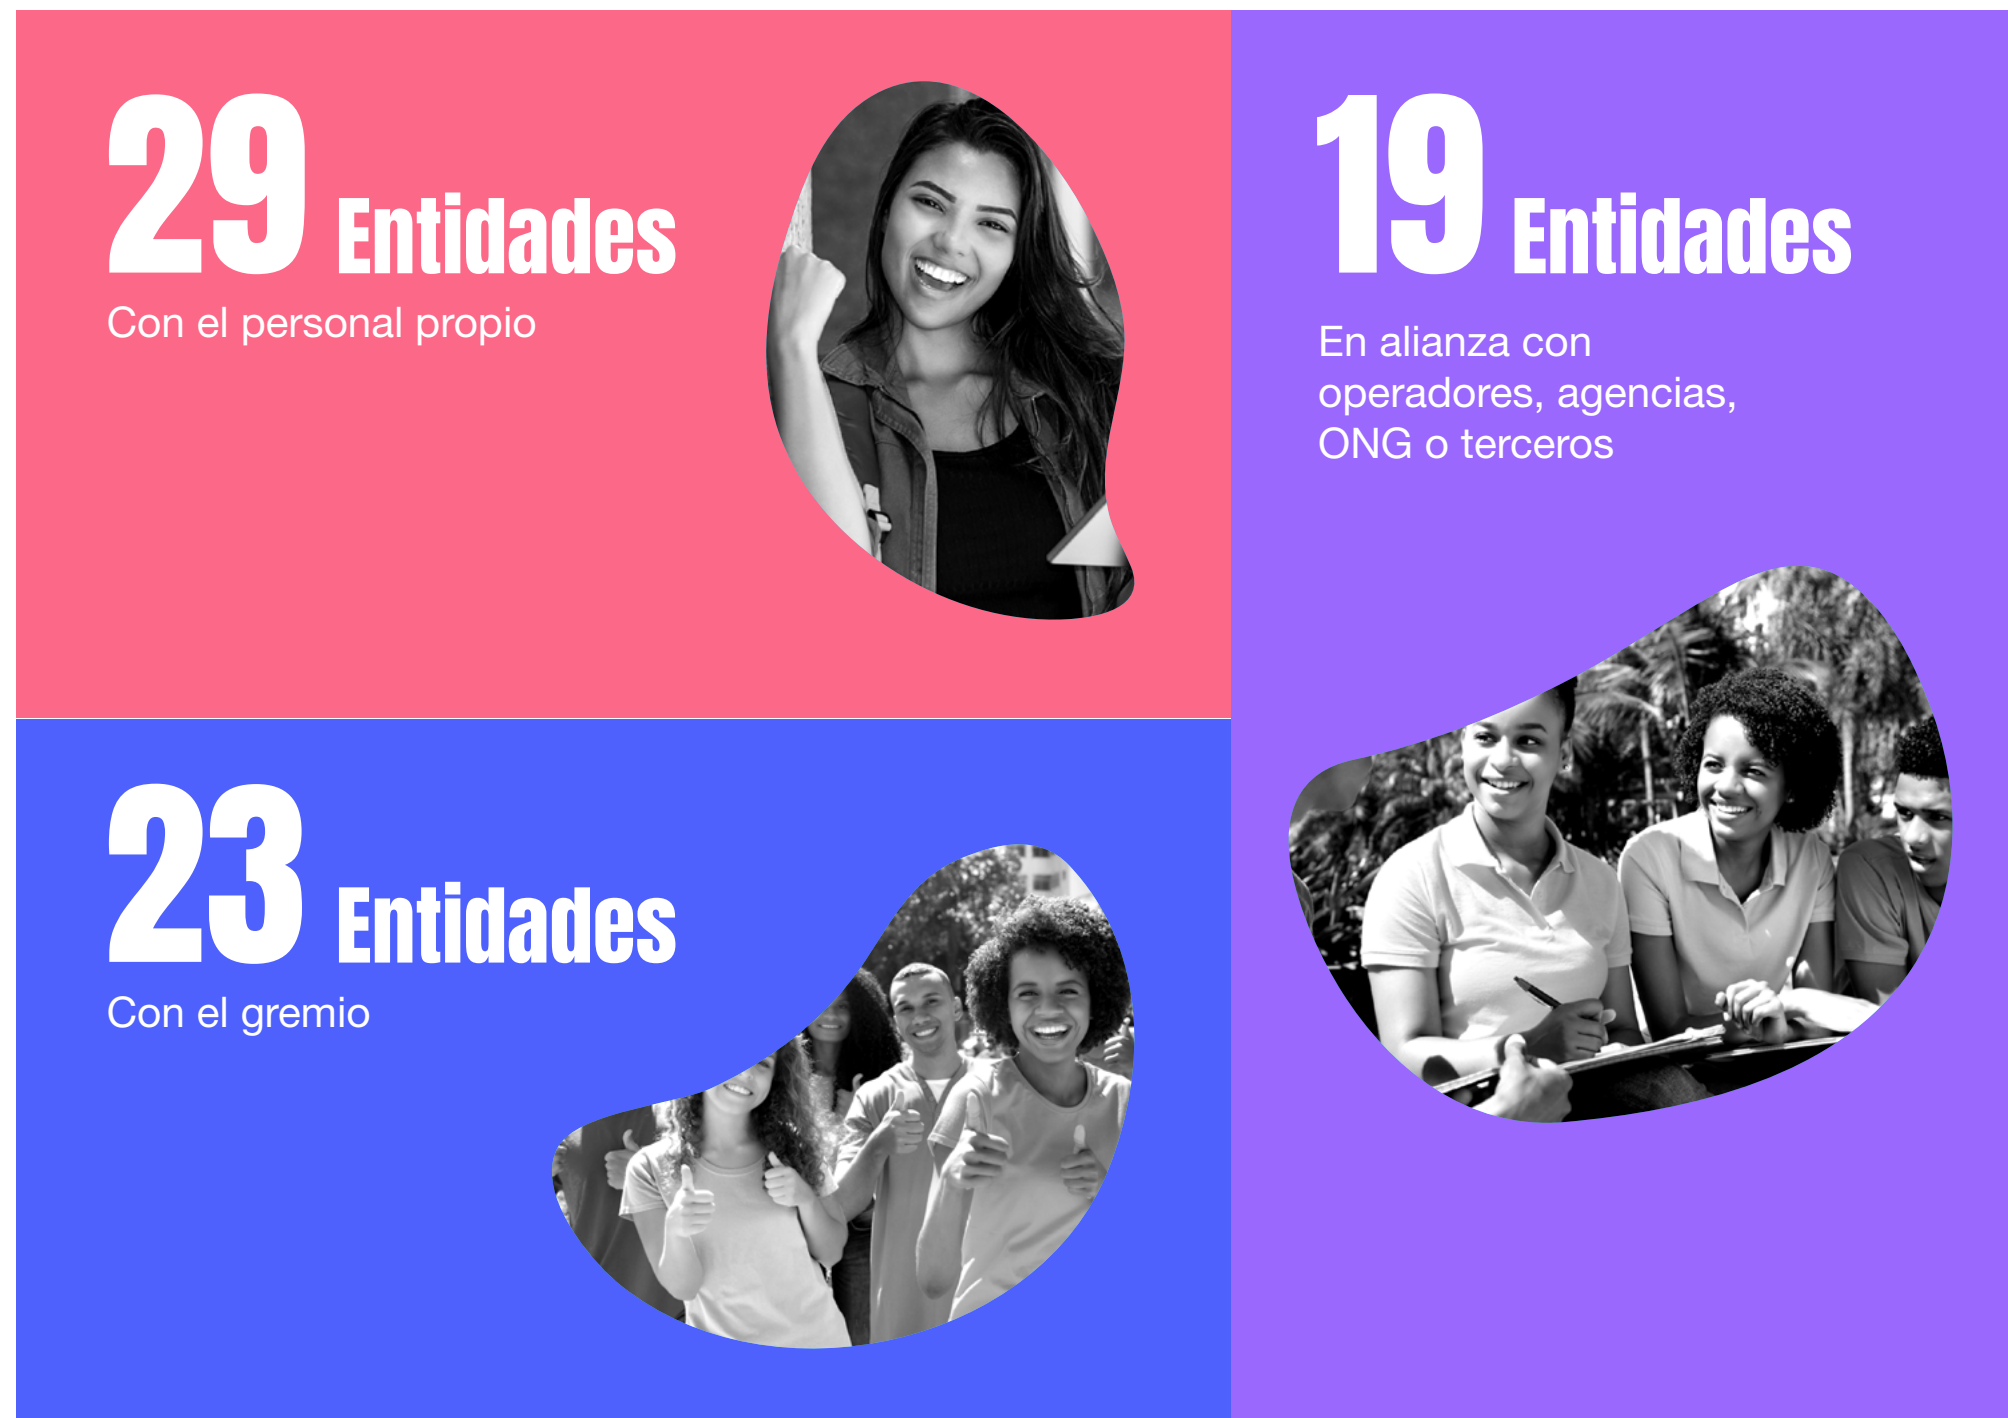 29 Entidades
Con el personal propio
19 Entidades
En alianza con
operadores, agencias,
ONG o terceros
23 Entidades
Con el gremio